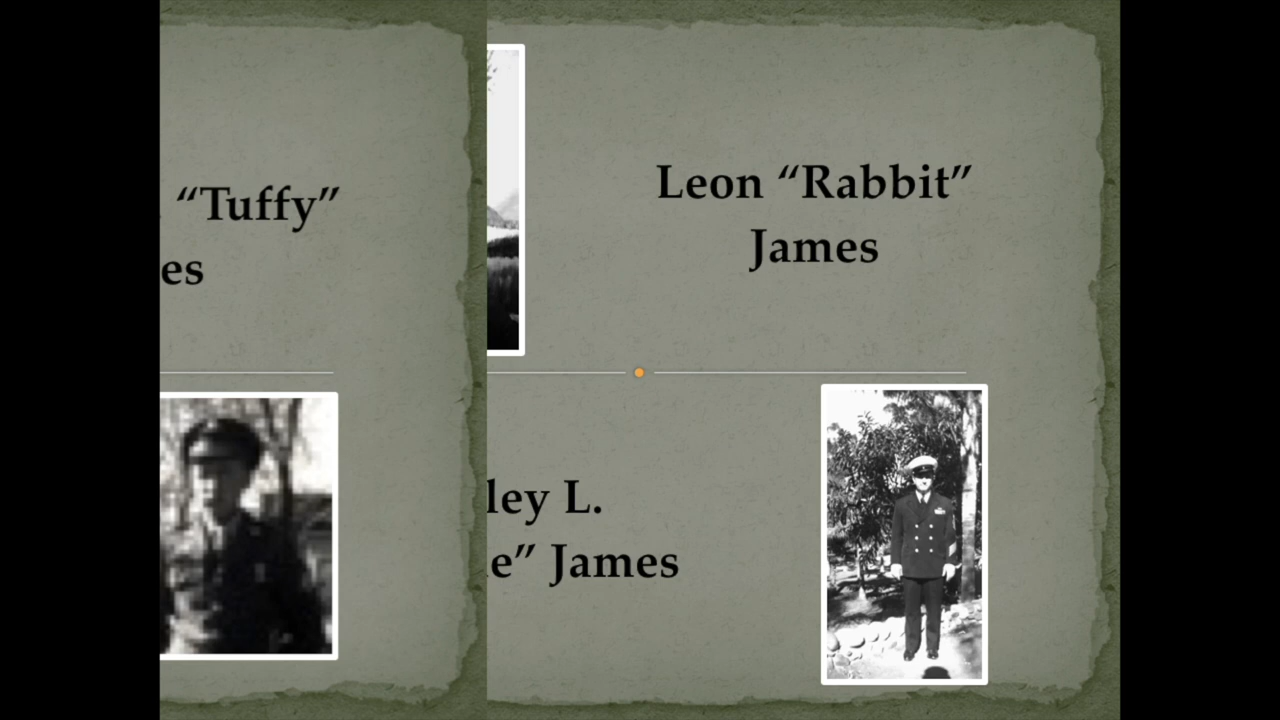 “Tuffy”
es
Leon “Rabbit”
James
ley L.
e” James